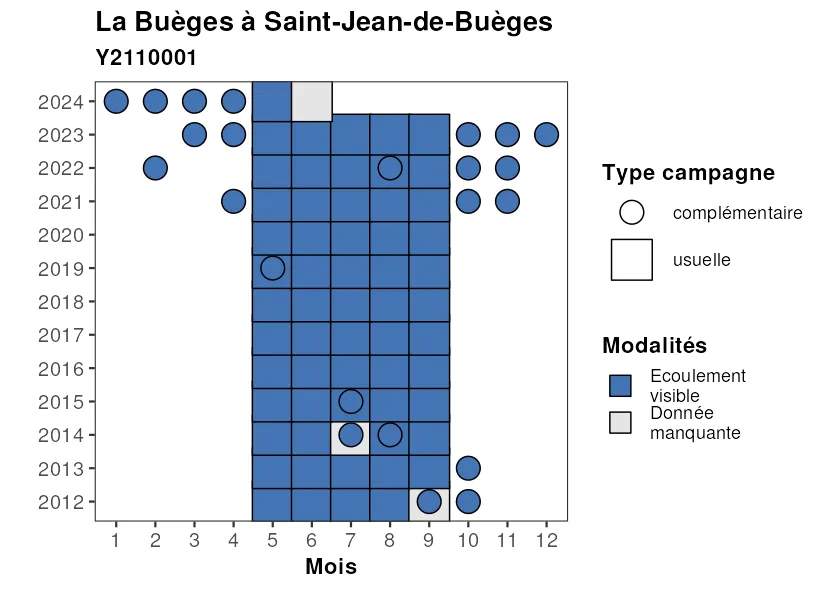 La Buèges à Saint-Jean-de-Buèges
Y2110001
2024
2023
2022
2021
2020
2019
2018
2017
2016
2015
2014
2013
2012
1 2 3 4 5 6 7 8 9 10 11 12
Mois
Type campagne
complémentaire
usuelle
Modalités
Ecoulement
visible
Donnée
manquante